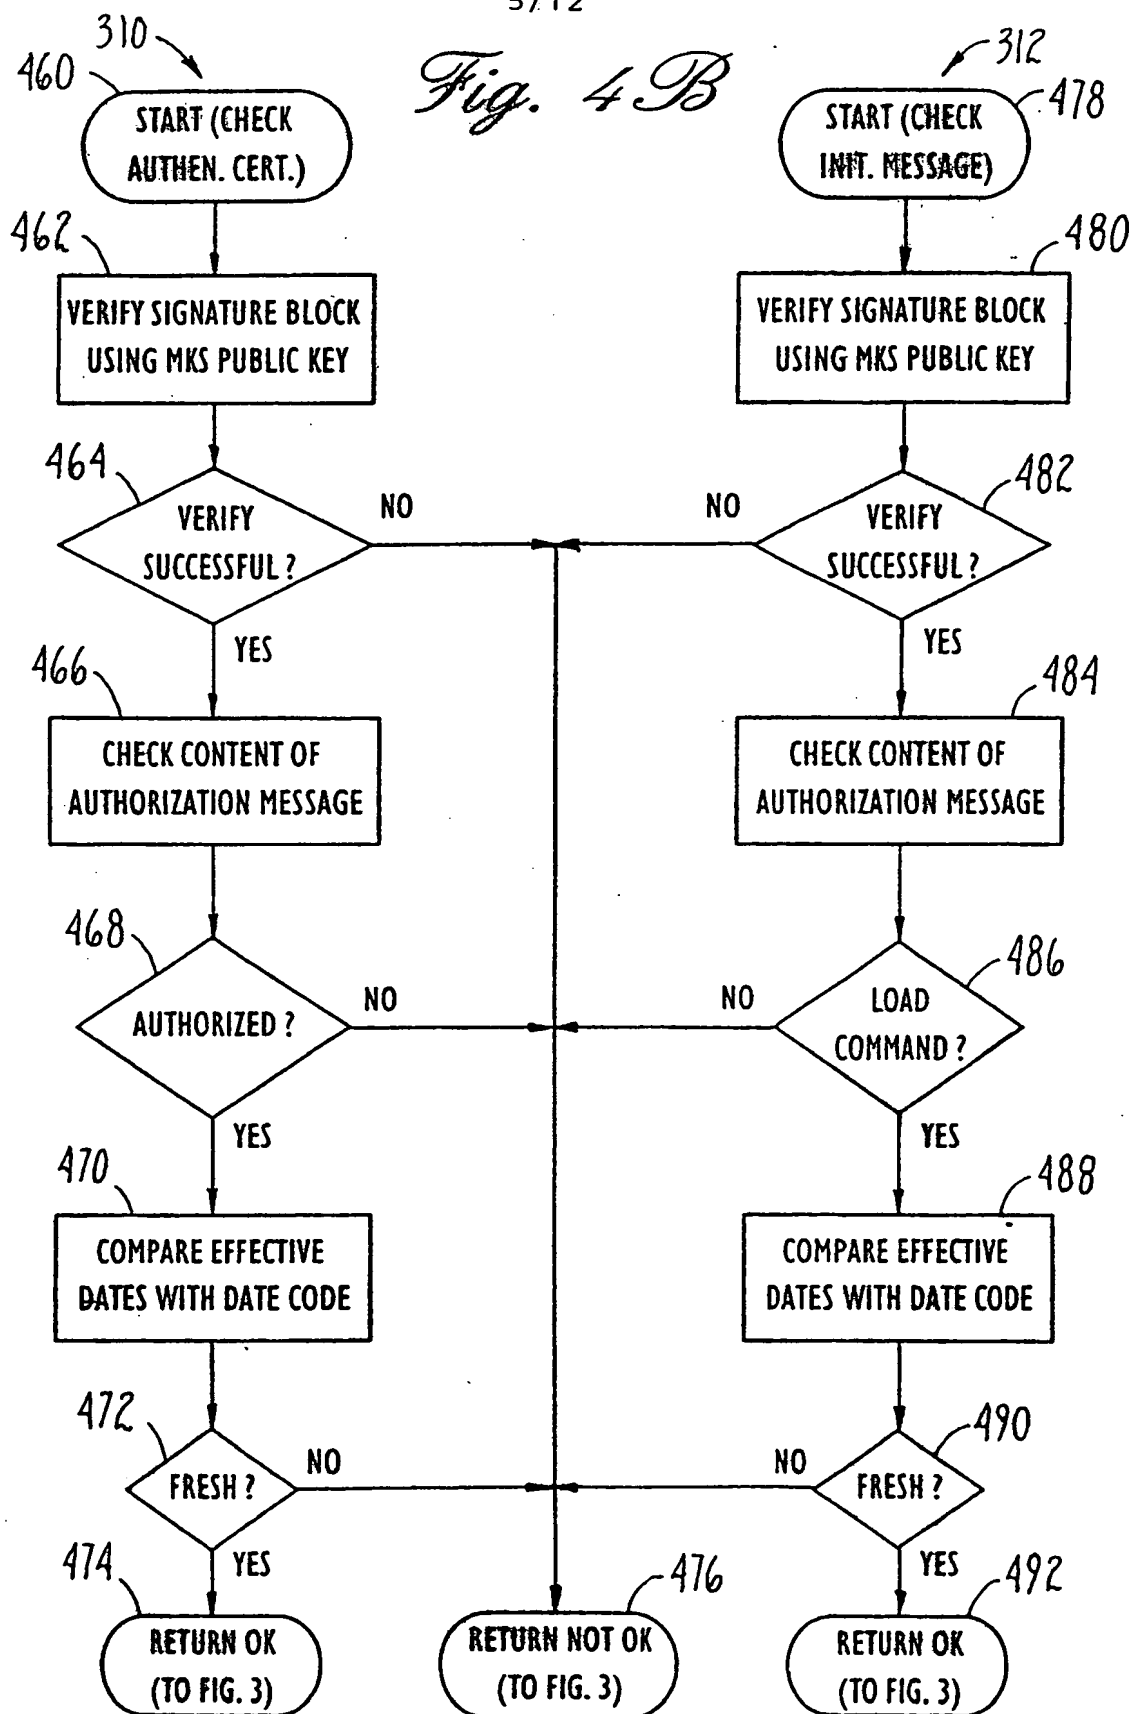 5/12
Fig. 4B
310
460
START (CHECK
AUTHEN. CERT.)
462
VERIFY SIGNATURE BLOCK
USING MKS PUBLIC KEY
464
VERIFY
SUCCESSFUL ?
NO
YES
466
CHECK CONTENT OF
AUTHORIZATION MESSAGE
468
AUTHORIZED ?
NO
YES
470
COMPARE EFFECTIVE
DATES WITH DATE CODE
472
FRESH ?
NO
YES
474
RETURN OK
(TO FIG. 3)
476
RETURN NOT OK
(TO FIG. 3)
312
478
START (CHECK
INIT. MESSAGE)
480
VERIFY SIGNATURE BLOCK
USING MKS PUBLIC KEY
482
VERIFY
SUCCESSFUL ?
NO
YES
484
CHECK CONTENT OF
AUTHORIZATION MESSAGE
486
LOAD
COMMAND ?
NO
YES
488
COMPARE EFFECTIVE
DATES WITH DATE CODE
490
FRESH ?
NO
YES
492
RETURN OK
(TO FIG. 3)